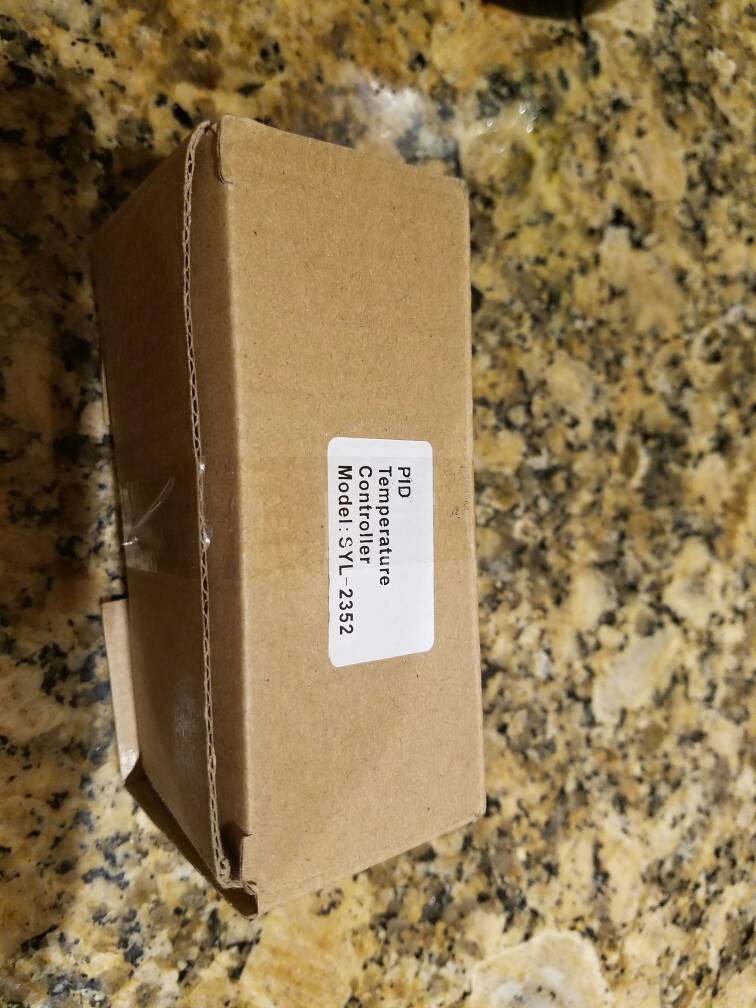 PID
Temperature
Controller
Model: SYL-2352